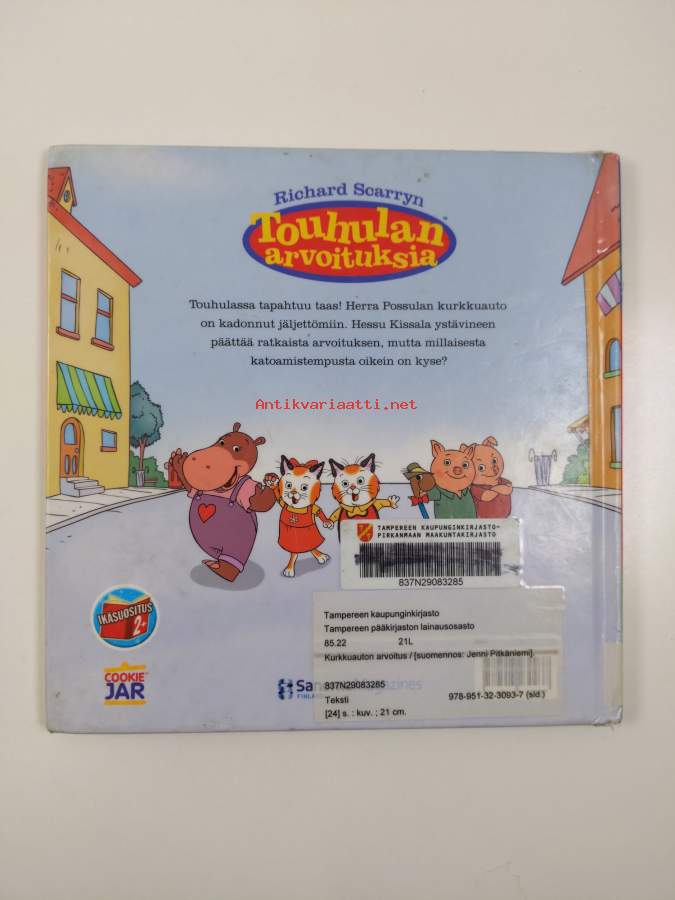 Richard Scarryn
Touhulan
arvoituksia
Touhulassa tapahtuu taas! Herra Possulan kurkkuauto
on kadonnut jäljettömiin. Hessu Kissala ystävineen
päättää ratkaista arvoituksen, mutta millaisesta
katoamistempusta oikein on kyse?
Antikvariaatti.net
TAMPEREEN KAUPUNGINKIRJASTO-
PIRKANMAAN MAAKUNTAKIRJASTO
837N29083285
IKASUOSITUS
2+
Tampereen kaupunginkirjasto
Tampereen pääkirjaston lainausosasto
85.22 21L
Kurkkuauton arvoitus / [suomennos: Jenni Pitkäniemi].
837N29083285
Teksti 978-951-32-3093-7 (sid.)
[24] s. : kuv. ; 21 cm.
COOKIE
JAR